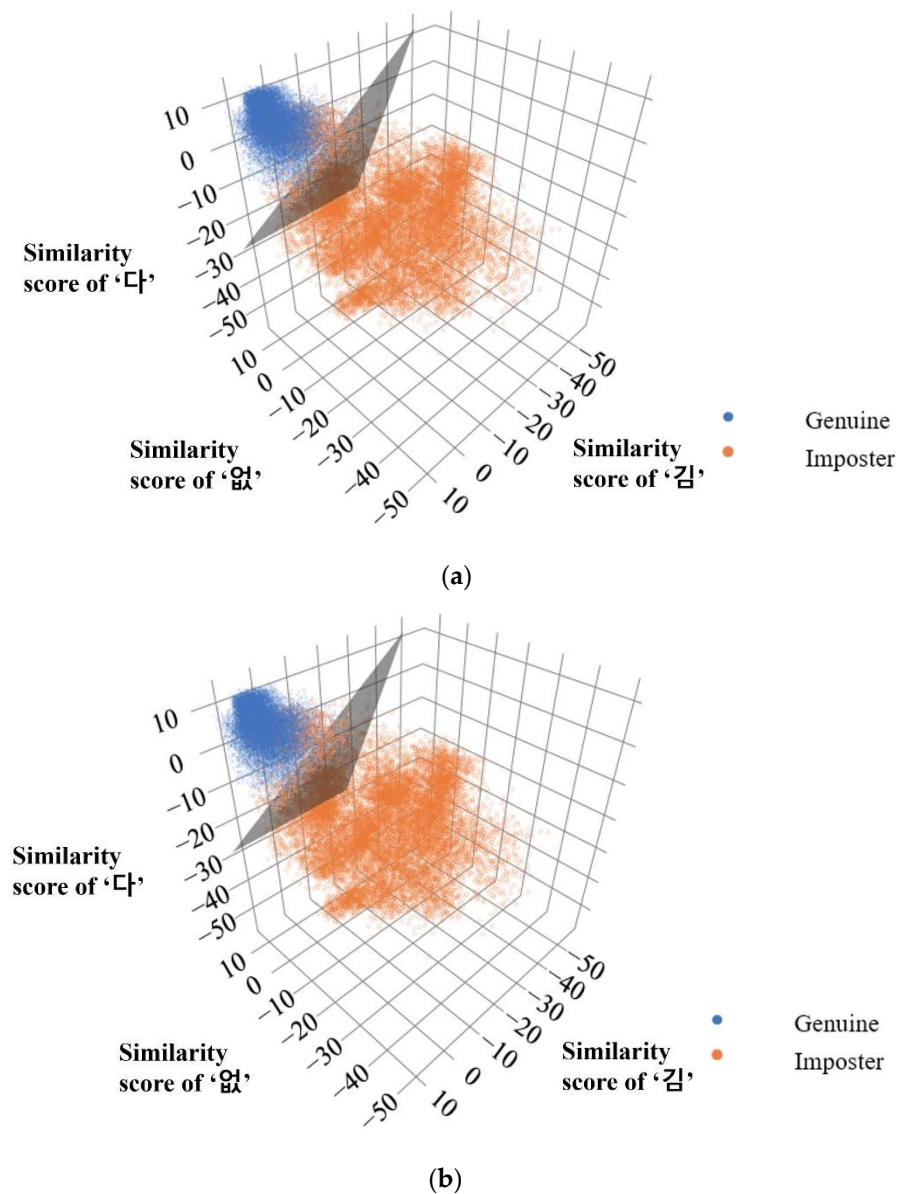 10
0
−10
−20
−30
−40
−50
Similarity
score of ‘다’
10
0
−10
−20
−30
−40
−50
Similarity
score of ‘없’
−50
−40
−30
−20
−10
0
10
Similarity
score of ‘김’
Genuine
Imposter
(a)
10
0
−10
−20
−30
−40
−50
Similarity
score of ‘다’
10
0
−10
−20
−30
−40
−50
Similarity
score of ‘없’
−50
−40
−30
−20
−10
0
10
Similarity
score of ‘김’
Genuine
Imposter
(b)